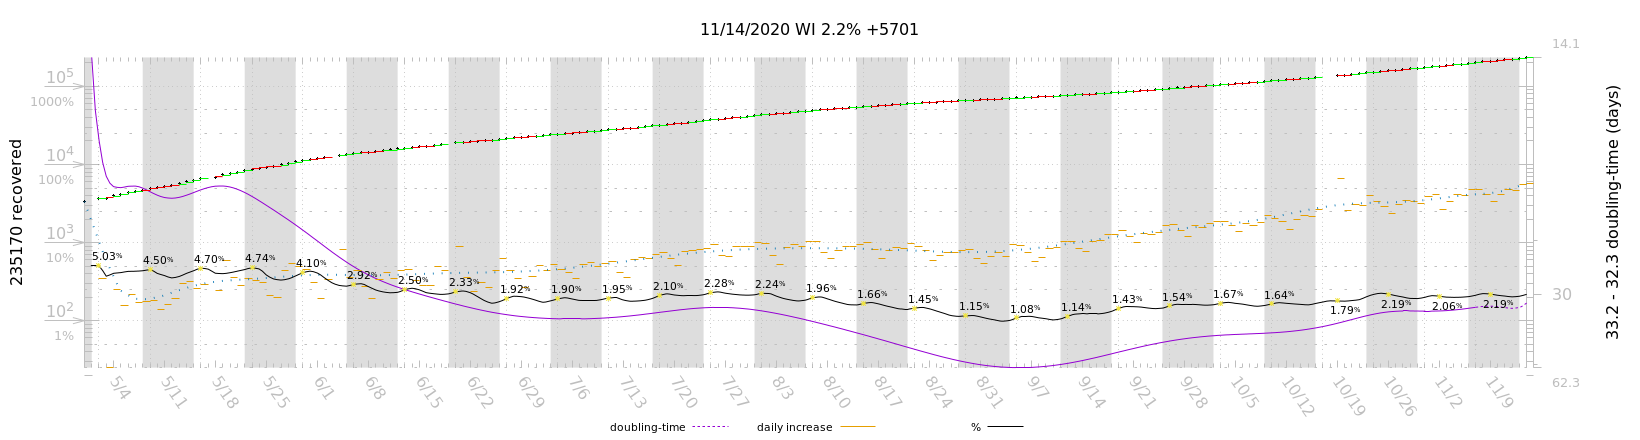 11/14/2020 WI 2.2% +5701
14.1
10⁵
1000%
10⁴
100%
10³
10%
10²
1%
235170 recovered
5.03% 4.50% 4.70% 4.74% 4.10% 2.92% 2.50% 2.33% 1.92% 1.90% 1.95% 2.10% 2.28% 2.24% 1.96% 1.66% 1.45% 1.15% 1.08% 1.14% 1.43% 1.54% 1.67% 1.64% 1.79% 2.19% 2.06% 2.19%
30
33.2 - 32.3 doubling-time (days)
62.3
5/4 5/11 5/18 5/25 6/1 6/8 6/15 6/22 6/29 7/6 7/13 7/20 7/27 8/3 8/10 8/17 8/24 8/31 9/7 9/14 9/21 9/28 10/5 10/12 10/19 10/26 11/2 11/9
doubling-time daily increase %